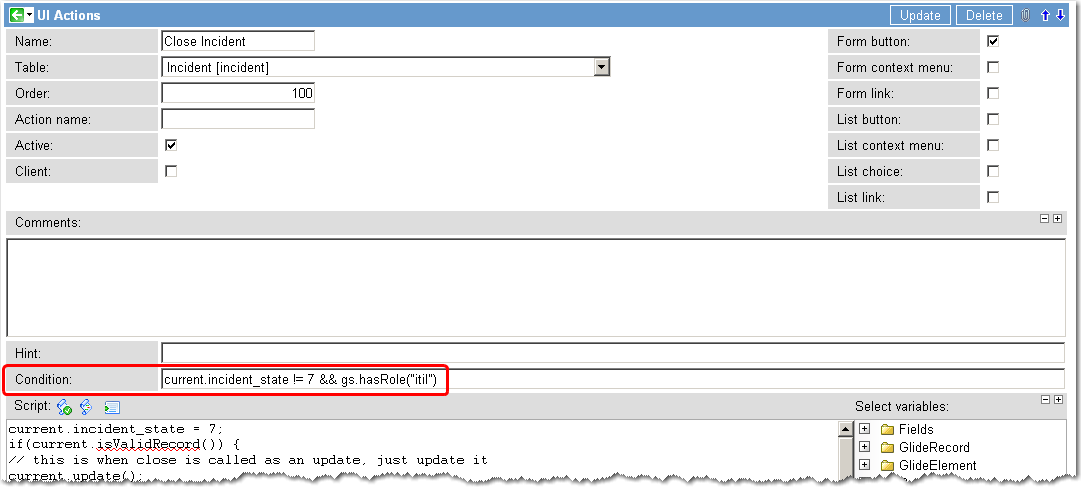 UI Actions Update Delete
Name: Close Incident Form button:
Table: Incident [incident] Form context menu:
Order: 100 Form link:
Action name: List button:
Active: List context menu:
Client: List choice:
List link:
Comments:
Hint:
Condition: current.incident_state != 7 && gs.hasRole("itil")
Script: Select variables:
current.incident_state = 7; Fields
if(current.isValidRecord()) { GlideRecord
// this is when close is called as an update, just update it GlideElement
current.update();